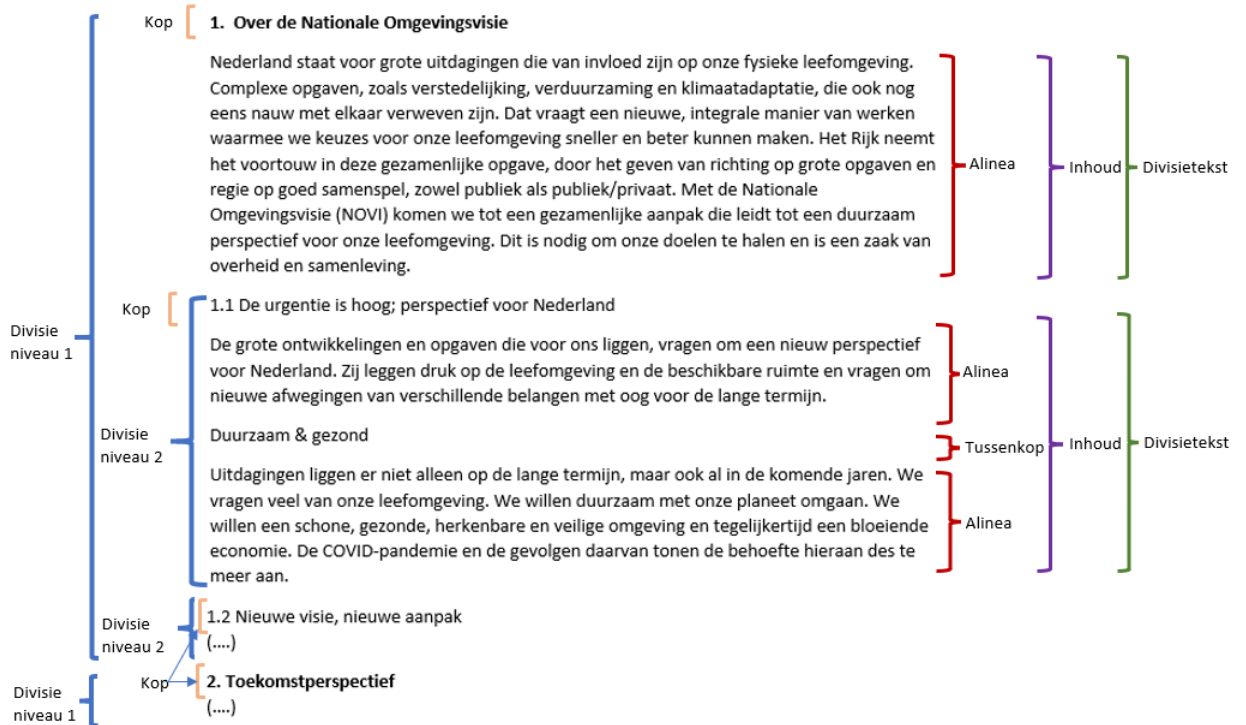 Kop
1. Over de Nationale Omgevingsvisie
Nederland staat voor grote uitdagingen die van invloed zijn op onze fysieke leefomgeving.
Complexe opgaven, zoals verstedelijking, verduurzaming en klimaatadaptatie, die ook nog
eens nauw met elkaar verweven zijn. Dat vraagt een nieuwe, integrale manier van werken
waarmee we keuzes voor onze leefomgeving sneller en beter kunnen maken. Het Rijk neemt
het voortouw in deze gezamenlijke opgave, door het geven van richting op grote opgaven en
regie op goed samenspel, zowel publiek als publiek/privaat. Met de Nationale
Omgevingsvisie (NOVI) komen we tot een gezamenlijke aanpak die leidt tot een duurzaam
perspectief voor onze leefomgeving. Dit is nodig om onze doelen te halen en is een zaak van
overheid en samenleving.
Alinea
Inhoud
Divisietekst
Divisie
niveau 1
Kop
1.1 De urgentie is hoog; perspectief voor Nederland
De grote ontwikkelingen en opgaven die voor ons liggen, vragen om een nieuw perspectief
voor Nederland. Zij leggen druk op de leefomgeving en de beschikbare ruimte en vragen om
nieuwe afwegingen van verschillende belangen met oog voor de lange termijn.
Alinea
Divisie
niveau 2
Duurzaam & gezond
Tussenkop
Inhoud
Divisietekst
Uitdagingen liggen er niet alleen op de lange termijn, maar ook al in de komende jaren. We
vragen veel van onze leefomgeving. We willen duurzaam met onze planeet omgaan. We
willen een schone, gezonde, herkenbare en veilige omgeving en tegelijkertijd een bloeiende
economie. De COVID-pandemie en de gevolgen daarvan tonen de behoefte hieraan des te
meer aan.
Alinea
Divisie
niveau 2
1.2 Nieuwe visie, nieuwe aanpak
(....)
Kop
2. Toekomstperspectief
(....)
Divisie
niveau 1